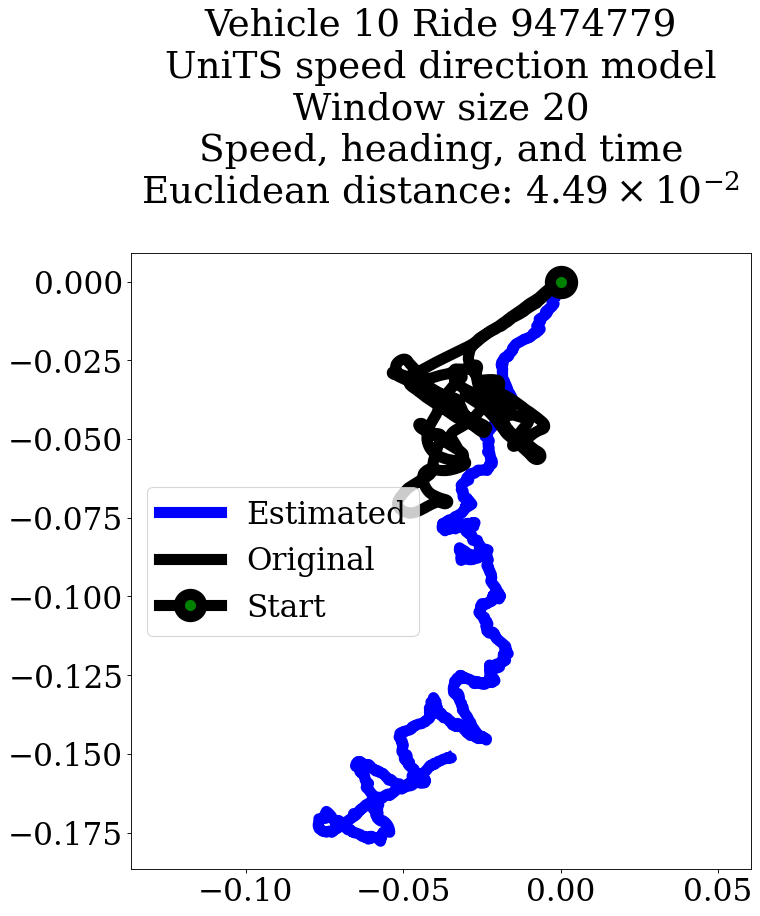 Vehicle 10 Ride 9474779
UniTS speed direction model
Window size 20
Speed, heading, and time
Euclidean distance: 4.49 × 10⁻²
0.000
−0.025
−0.050
−0.075
−0.100
−0.125
−0.150
−0.175
Estimated
Original
Start
−0.10 −0.05 0.00 0.05